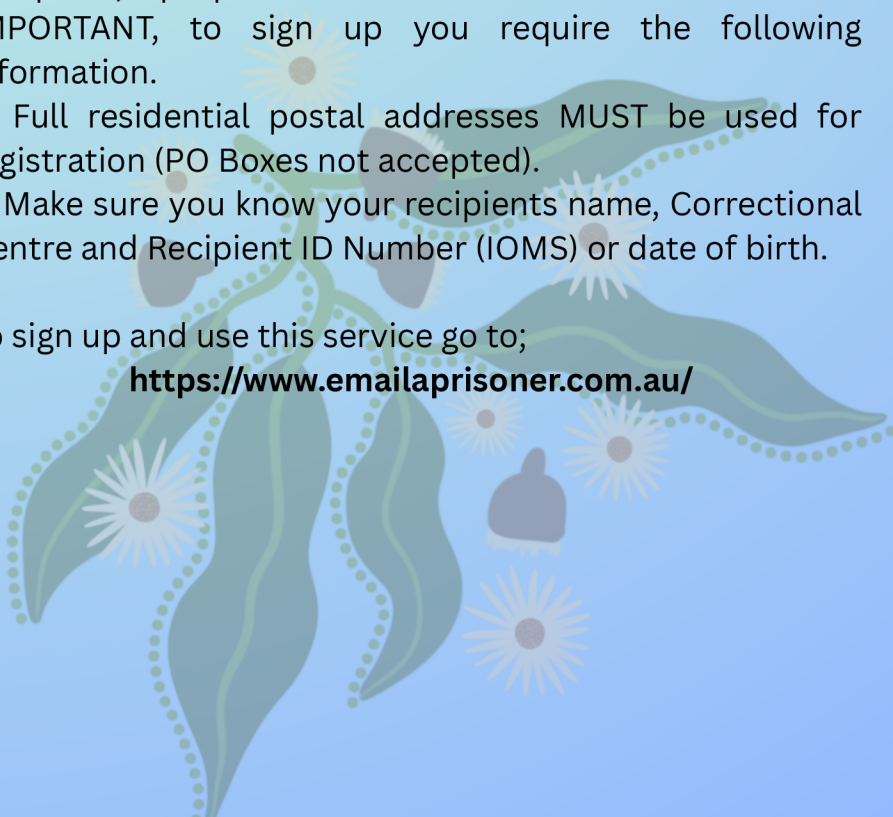 MPORTANT, to sign up you require the following
formation.
Full residential postal addresses MUST be used for
gistration (PO Boxes not accepted).
Make sure you know your recipients name, Correctional
entre and Recipient ID Number (IOMS) or date of birth.
o sign up and use this service go to;
https://www.emailaprisoner.com.au/